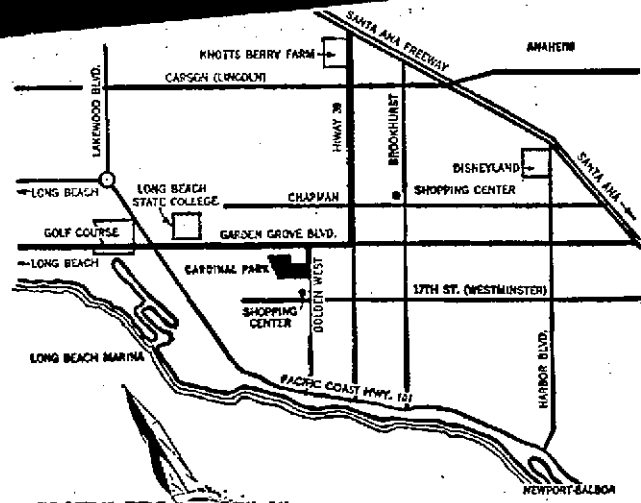 SANTA ANA FREEWAY
KNOTTS BERRY FARM
ANAHEIM
CARSON (LINCOLN)
LAKEWOOD BLVD.
HIWAY 39
BROOKHURST
DISNEYLAND
SANTA ANA
LONG BEACH
LONG BEACH
STATE COLLEGE
CHAPMAN
SHOPPING CENTER
GOLF COURSE
GARDEN GROVE BLVD.
LONG BEACH
CARDINAL PARK
GOLDEN WEST
17TH ST. (WESTMINSTER)
SHOPPING
CENTER
HARBOR BLVD.
LONG BEACH MARINA
PACIFIC COAST HWY. 101
NEWPORT-BALBOA